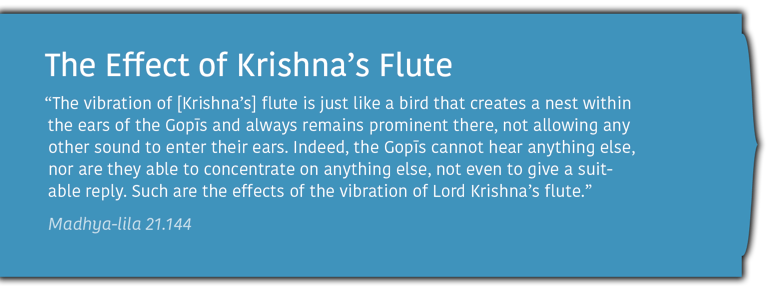 The Effect of Krishna’s Flute
“The vibration of [Krishna’s] flute is just like a bird that creates a nest within
the ears of the Gopīs and always remains prominent there, not allowing any
other sound to enter their ears. Indeed, the Gopīs cannot hear anything else,
nor are they able to concentrate on anything else, not even to give a suit-
able reply. Such are the effects of the vibration of Lord Krishna’s flute.”
Madhya-lila 21.144